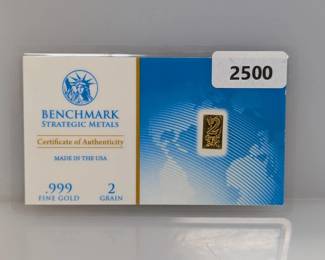 2500
BENCHMARK
STRATEGIC METALS
Certificate of Authenticity
MADE IN THE USA
.999
FINE GOLD
2
GRAIN